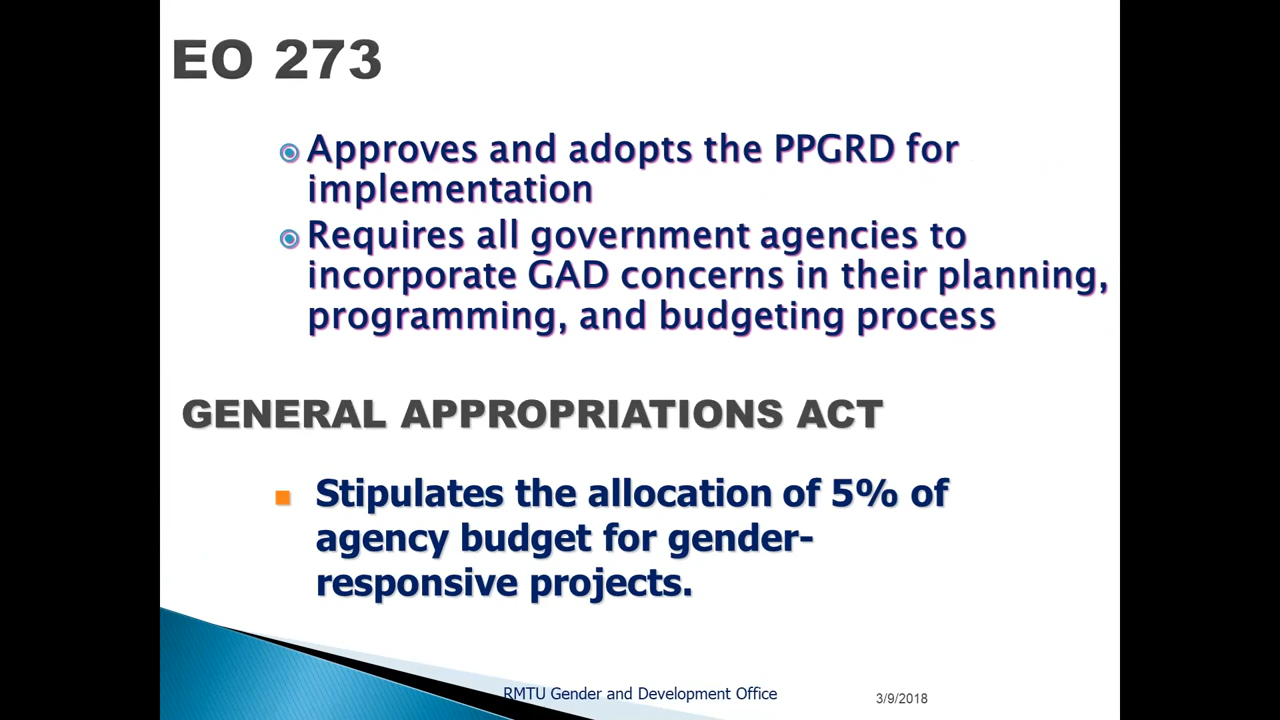 EO 273
Approves and adopts the PPGRD for
implementation
Requires all government agencies to
incorporate GAD concerns in their planning,
programming, and budgeting process
GENERAL APPROPRIATIONS ACT
Stipulates the allocation of 5% of
agency budget for gender-
responsive projects.
RMTU Gender and Development Office
3/9/2018